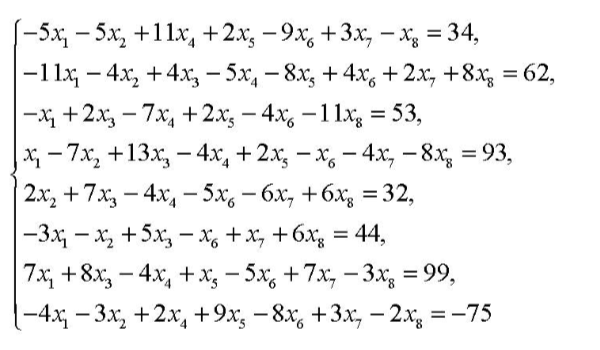 −5x₁ − 5x₂ + 11x₄ + 2x₅ − 9x₆ + 3x₇ − x₈ = 34,
−11x₁ − 4x₂ + 4x₃ − 5x₄ − 8x₅ + 4x₆ + 2x₇ + 8x₈ = 62,
−x₁ + 2x₃ − 7x₄ + 2x₅ − 4x₆ − 11x₈ = 53,
x₁ − 7x₂ + 13x₃ − 4x₄ + 2x₅ − x₆ − 4x₇ − 8x₈ = 93,
2x₂ + 7x₃ − 4x₄ − 5x₆ − 6x₇ + 6x₈ = 32,
−3x₁ − x₂ + 5x₃ − x₆ + x₇ + 6x₈ = 44,
7x₁ + 8x₃ − 4x₄ + x₅ − 5x₆ + 7x₇ − 3x₈ = 99,
−4x₁ − 3x₂ + 2x₄ + 9x₅ − 8x₆ + 3x₇ − 2x₈ = −75